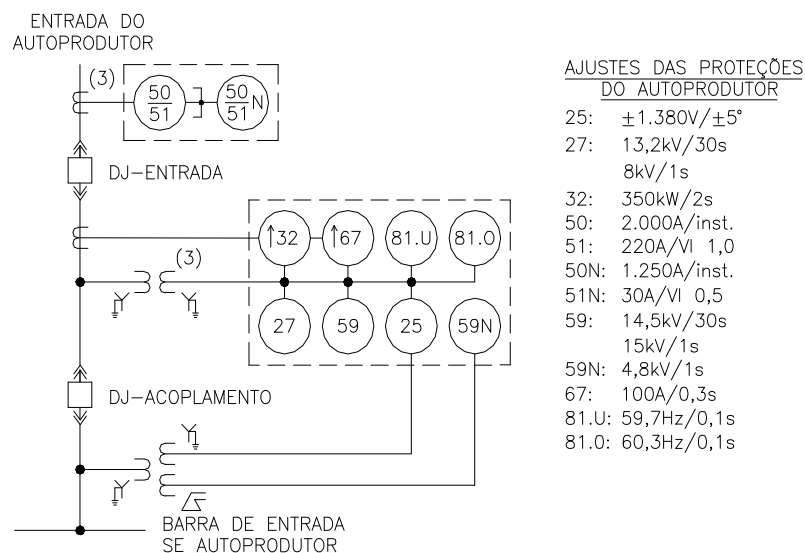 ENTRADA DO
AUTOPRODUTOR
(3)
50
51
50
51 N
DJ-ENTRADA
↑32
↑67
81.U
81.O
(3)
27
59
25
59N
DJ-ACOPLAMENTO
BARRA DE ENTRADA
SE AUTOPRODUTOR
AJUSTES DAS PROTEÇÕES
DO AUTOPRODUTOR
25: ±1.380V/±5°
27: 13,2kV/30s
8kV/1s
32: 350kW/2s
50: 2.000A/inst.
51: 220A/VI 1,0
50N: 1.250A/inst.
51N: 30A/VI 0,5
59: 14,5kV/30s
15kV/1s
59N: 4,8kV/1s
67: 100A/0,3s
81.U: 59,7Hz/0,1s
81.O: 60,3Hz/0,1s